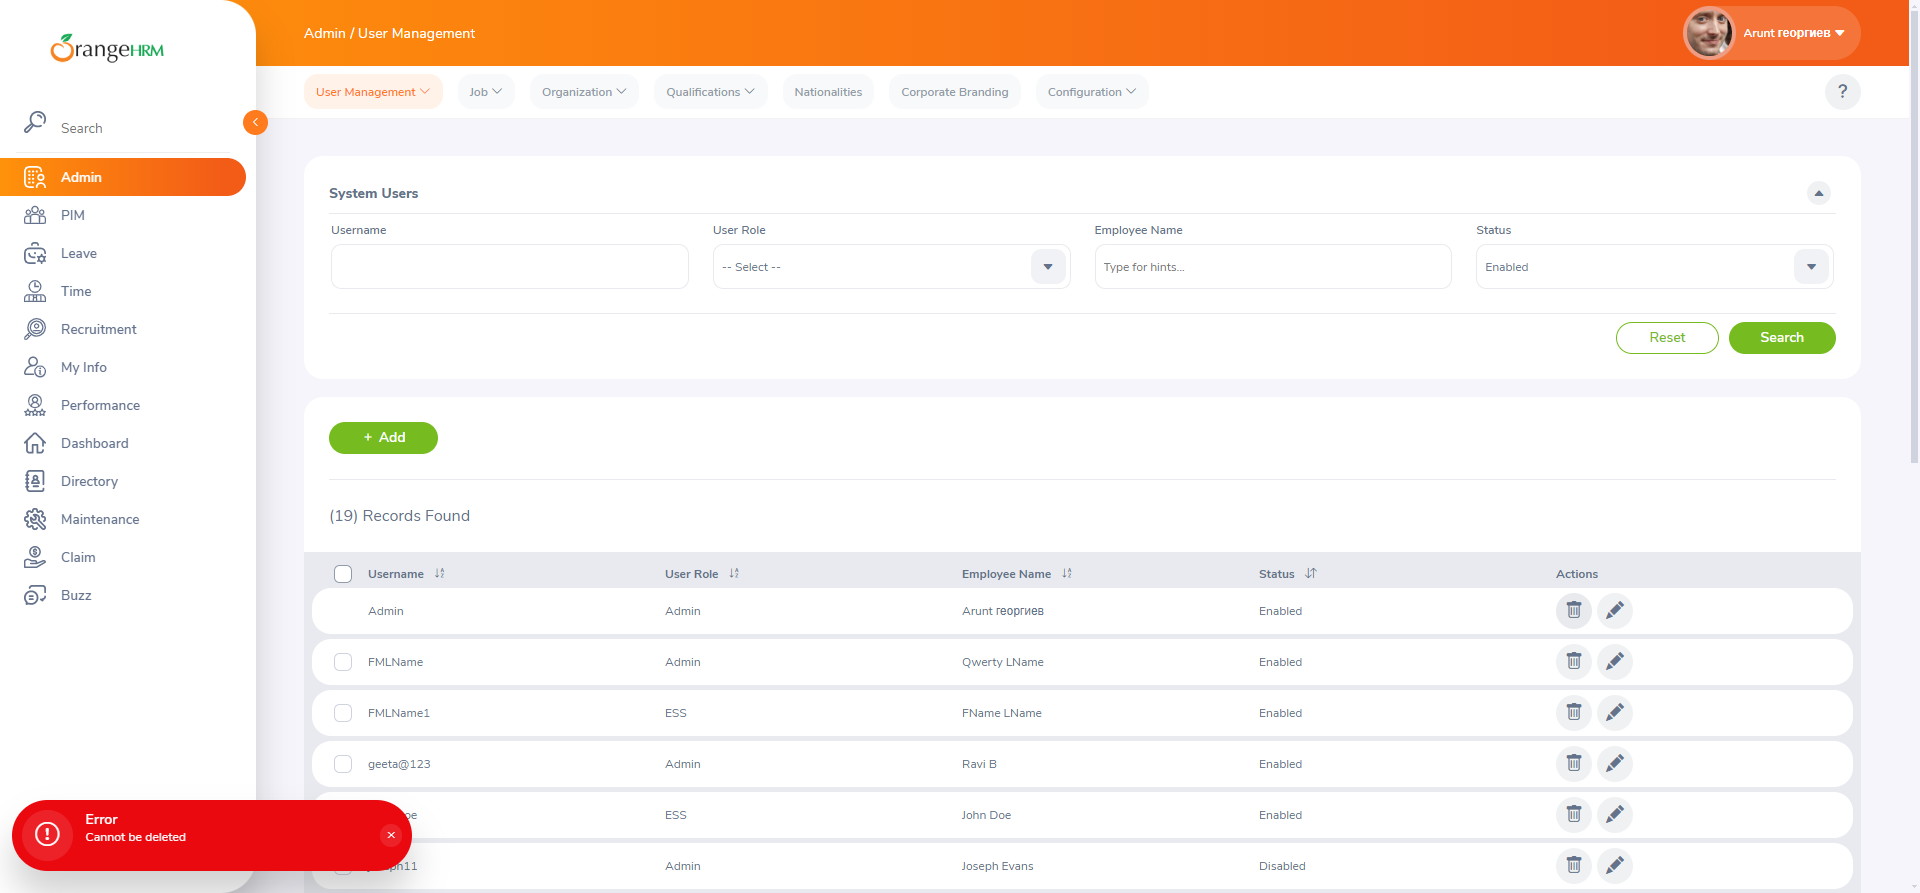 OrangeHRM
Admin / User Management
Arunt георгиев
User Management
Job
Organization
Qualifications
Nationalities
Corporate Branding
Configuration
?
Search
Admin
PIM
Leave
Time
Recruitment
My Info
Performance
Dashboard
Directory
Maintenance
Claim
Buzz
System Users
Username
User Role
Employee Name
Status
-- Select --
Type for hints...
Enabled
Reset
Search
+ Add
(19) Records Found
Username User Role Employee Name Status Actions
Admin Admin Arunt георгиев Enabled
FMLName Admin Qwerty LName Enabled
FMLName1 ESS FName LName Enabled
geeta@123 Admin Ravi B Enabled
ESS John Doe Enabled
Admin Joseph Evans Disabled
Error
Cannot be deleted